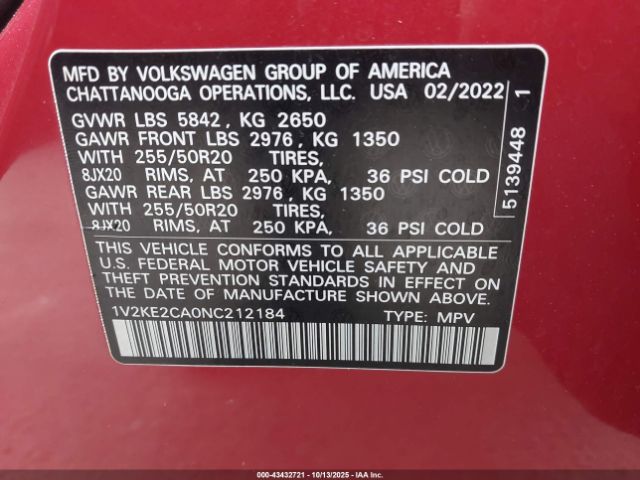 MFD BY VOLKSWAGEN GROUP OF AMERICA
CHATTANOOGA OPERATIONS, LLC. USA 02/2022
GVWR LBS 5842, KG 2650
GAWR FRONT LBS 2976, KG 1350
WITH 255/50R20 TIRES,
8JX20 RIMS, AT 250 KPA, 36 PSI COLD
GAWR REAR LBS 2976, KG 1350
WITH 255/50R20 TIRES,
8JX20 RIMS, AT 250 KPA, 36 PSI COLD
THIS VEHICLE CONFORMS TO ALL APPLICABLE
U.S. FEDERAL MOTOR VEHICLE SAFETY AND
THEFT PREVENTION STANDARDS IN EFFECT ON
THE DATE OF MANUFACTURE SHOWN ABOVE.
1V2KE2CA0NC212184 TYPE: MPV
5139448 1
000-43432721 - 10/13/2025 - Copyright © 2025 IAA, LLC